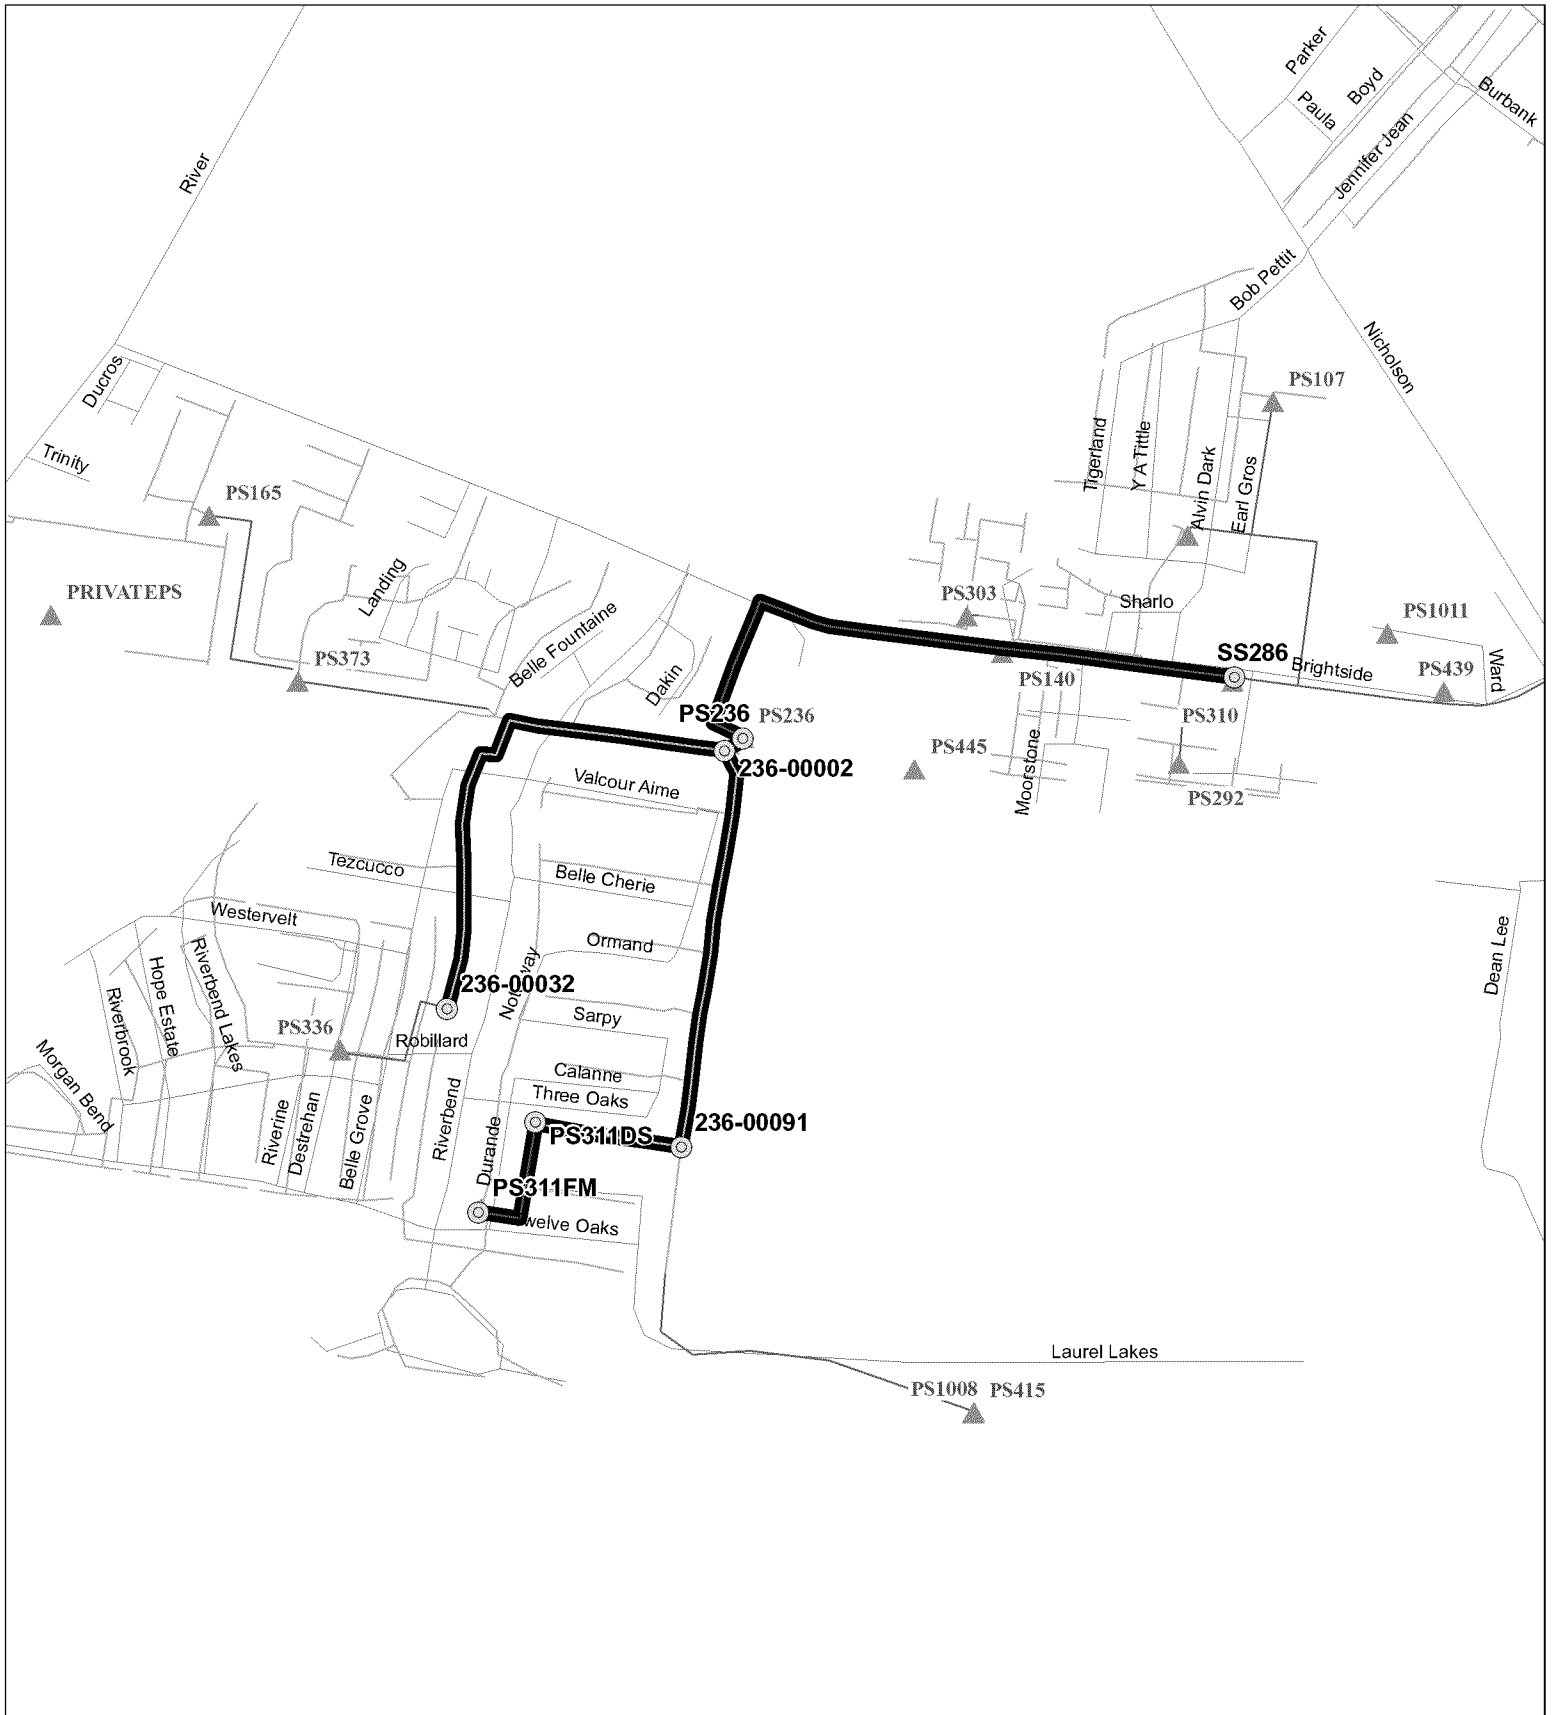 Parker
Boyd
Paula
Burbank
Jennifer Jean
River
Bob Pettit
Nicholson
Ducros
PS107
Tigerland
Y A Tittle
Alvin Dark
Earl Gros
Trinity
PS165
Landing
PRIVATEPS
PS303
Sharlo
PS1011
Belle Fountaine
PS373
SS286
Brightside
Ward
PS439
Dakin
PS140
PS236
PS236
PS310
PS445
236-00002
Moorstone
Valcour Aime
PS292
Tezcucco
Belle Cherie
Westervelt
Ormand
Dean Lee
Riverbrook
Hope Estate
Riverbend Lakes
236-00032
Sarpy
PS336
Robillard
Morgan Bend
Calanne
Three Oaks
Riverine
Destrehan
Belle Grove
Riverbend
Durande
236-00091
PS311DS
PS311FM
welve Oaks
Laurel Lakes
PS1008
PS415